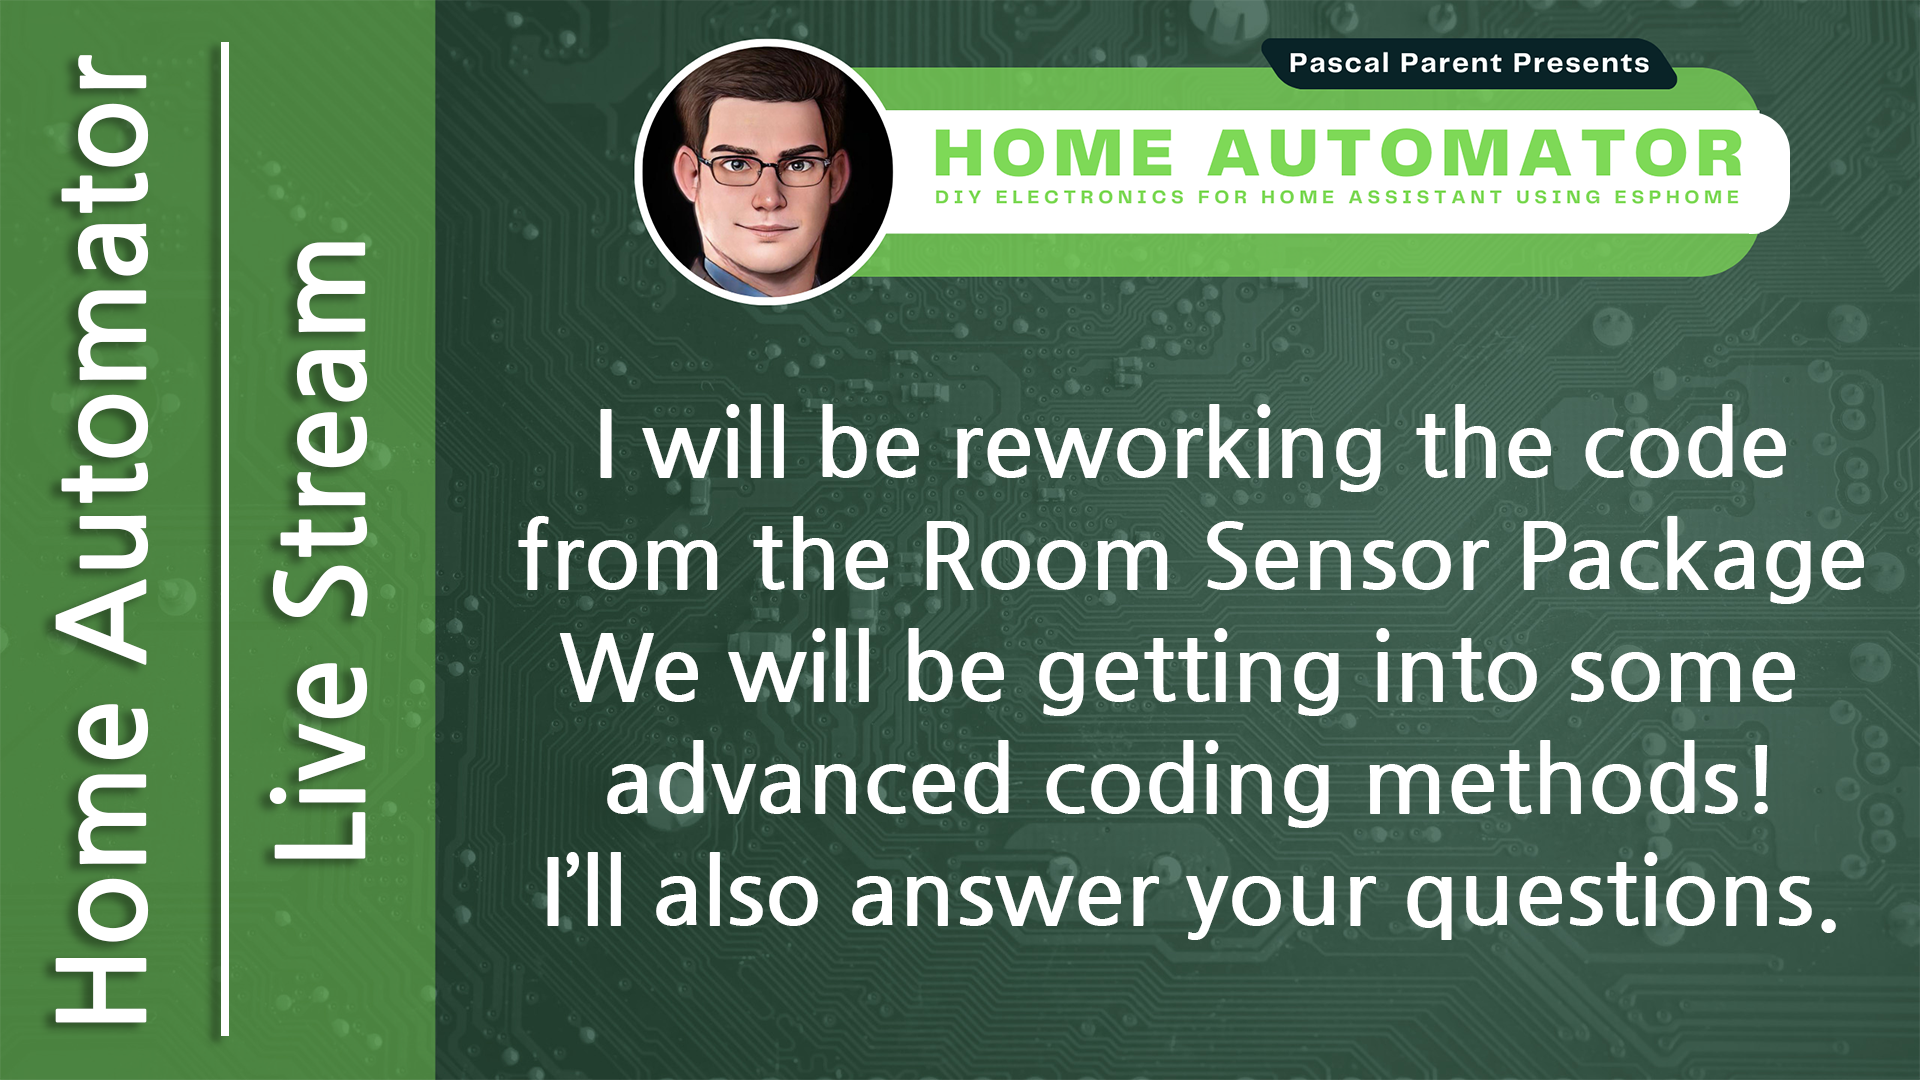 Home Automator
Live Stream
Pascal Parent Presents
HOME AUTOMATOR
DIY ELECTRONICS FOR HOME ASSISTANT USING ESPHOME
I will be reworking the code
from the Room Sensor Package
We will be getting into some
advanced coding methods!
I’ll also answer your questions.